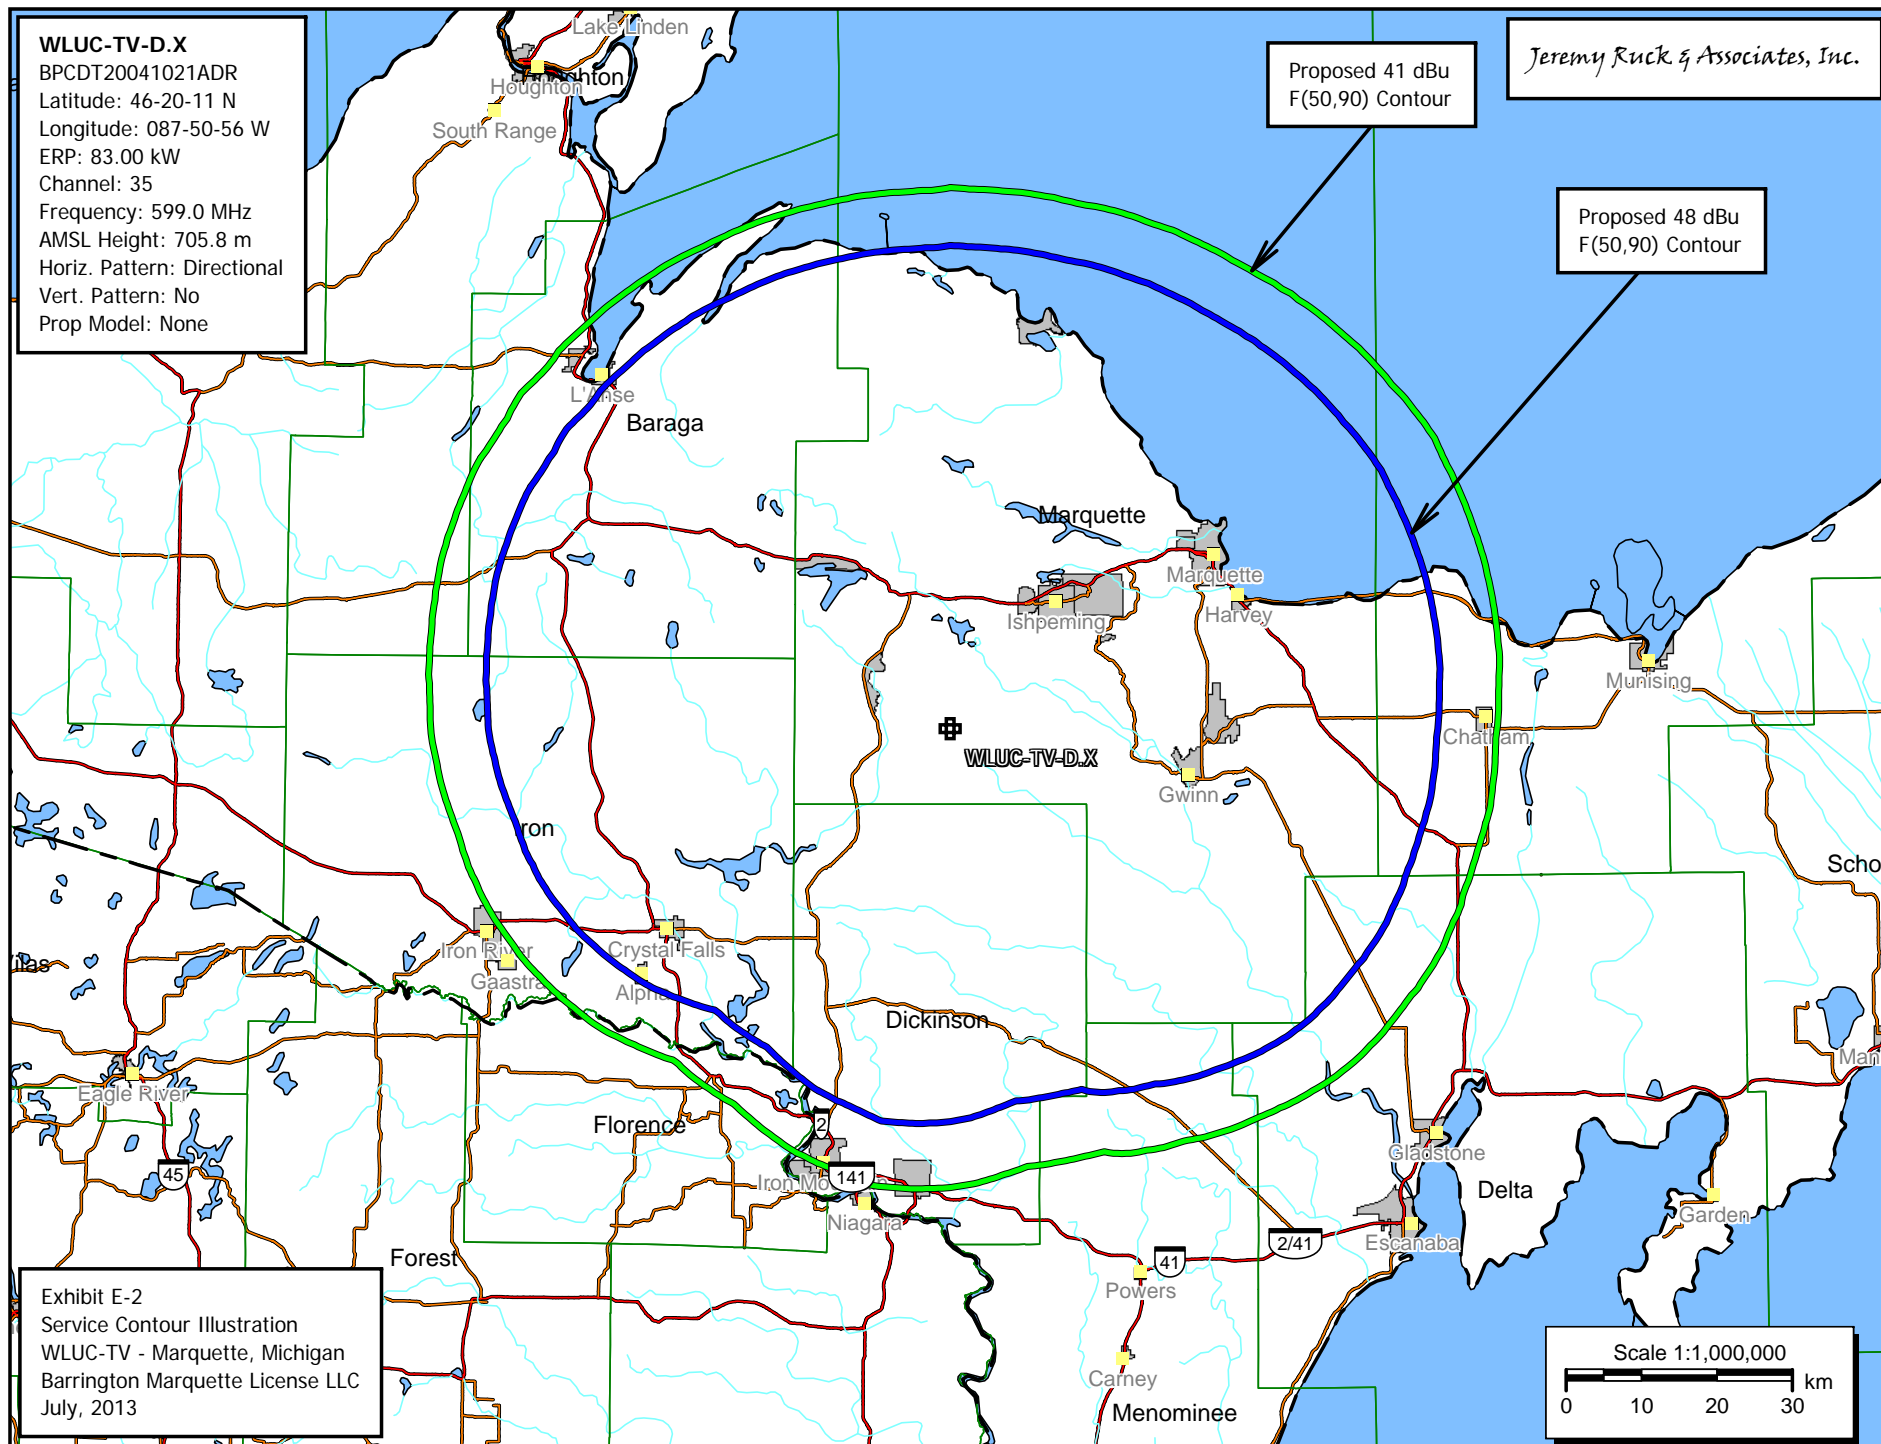 WLUC-TV-D.X
BPCDT20041021ADR
Latitude: 46-20-11 N
Longitude: 087-50-56 W
ERP: 83.00 kW
Channel: 35
Frequency: 599.0 MHz
AMSL Height: 705.8 m
Horiz. Pattern: Directional
Vert. Pattern: No
Prop Model: None
Jeremy Ruck & Associates, Inc.
Proposed 41 dBu
F(50,90) Contour
Proposed 48 dBu
F(50,90) Contour
Lake Linden
Houghton
Houghton
South Range
L'Anse
Baraga
Marquette
Marquette
Harvey
Ishpeming
Munising
Chatham
WLUC-TV-D.X
Gwinn
Iron
Iron River
Gaastra
Crystal Falls
Alpha
Dickinson
Eagle River
Florence
2
141
45
Niagara
Gladstone
Delta
Garden
Escanaba
2/41
41
Forest
Powers
Carney
Menominee
Exhibit E-2
Service Contour Illustration
WLUC-TV - Marquette, Michigan
Barrington Marquette License LLC
July, 2013
Scale 1:1,000,000
km
0 10 20 30